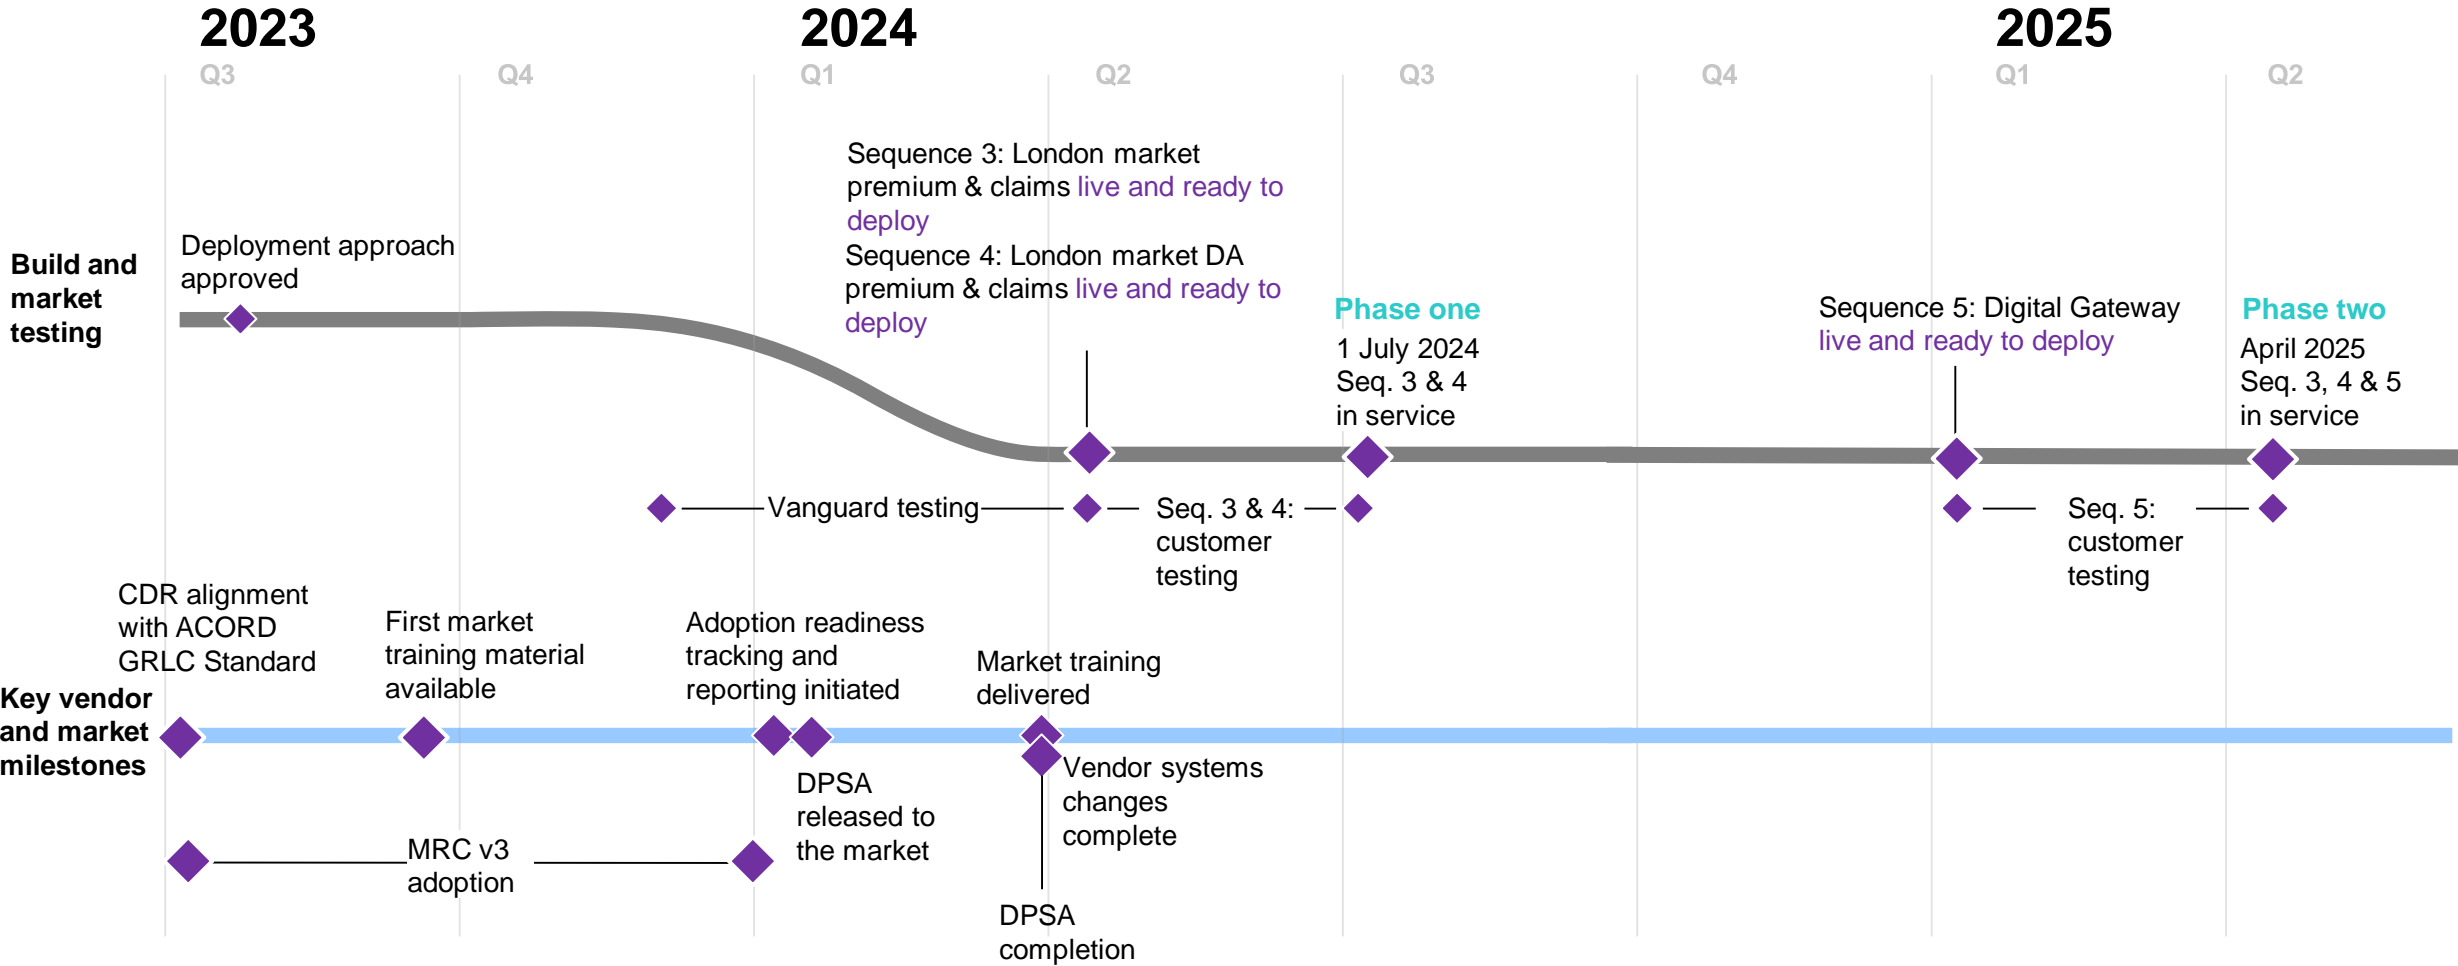 2023
2024
2025
Q3
Q4
Q1
Q2
Q3
Q4
Q1
Q2
Build and
market
testing
Deployment approach
approved
Sequence 3: London market
premium & claims live and ready to
deploy
Sequence 4: London market DA
premium & claims live and ready to
deploy
Phase one
1 July 2024
Seq. 3 & 4
in service
Sequence 5: Digital Gateway
live and ready to deploy
Phase two
April 2025
Seq. 3, 4 & 5
in service
Vanguard testing
Seq. 3 & 4:
customer
testing
Seq. 5:
customer
testing
Key vendor
and market
milestones
CDR alignment
with ACORD
GRLC Standard
First market
training material
available
Adoption readiness
tracking and
reporting initiated
Market training
delivered
DPSA
released to
the market
Vendor systems
changes
complete
MRC v3
adoption
DPSA
completion